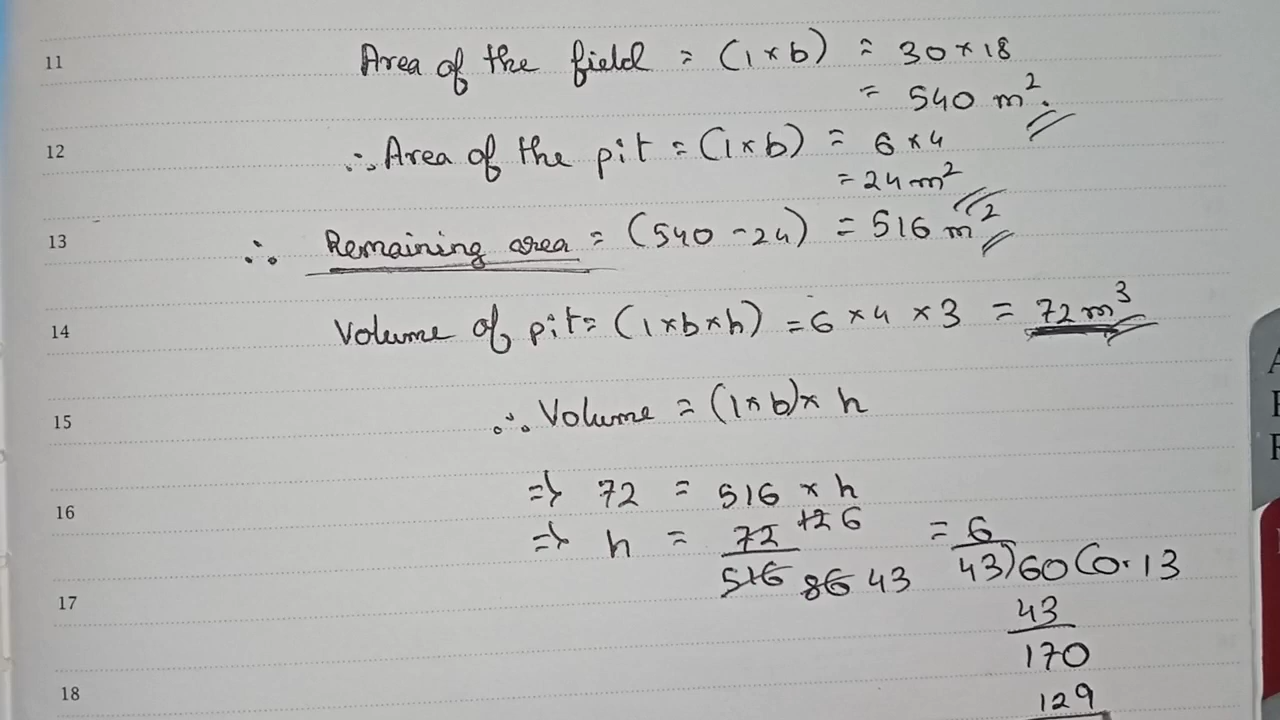 11 Area of the field = (l × b) = 30 × 18
= 540 m².
12 ∴ Area of the pit = (l × b) = 6 × 4
= 24 m²
13 ∴ Remaining area = (540 - 24) = 516 m²
14 Volume of pit = (l × b × h) = 6 × 4 × 3 = 72 m³
15 ∴ Volume = (l × b) × h
16 ⇒ 72 = 516 × h
⇒ h = 72/516 12 6 86 43 = 6/43
43)60(0.13
17 43
170
18 129
A
F